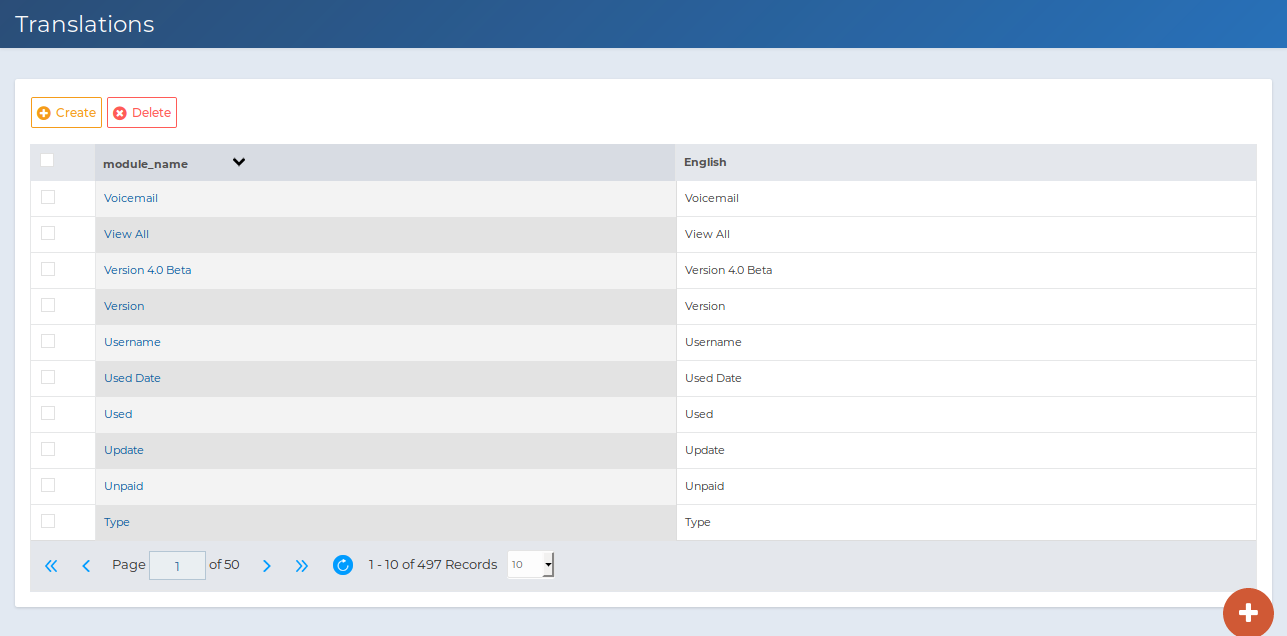 Translations
Create Delete
module_name English
Voicemail Voicemail
View All View All
Version 4.0 Beta Version 4.0 Beta
Version Version
Username Username
Used Date Used Date
Used Used
Update Update
Unpaid Unpaid
Type Type
Page 1 of 50 1 - 10 of 497 Records 10